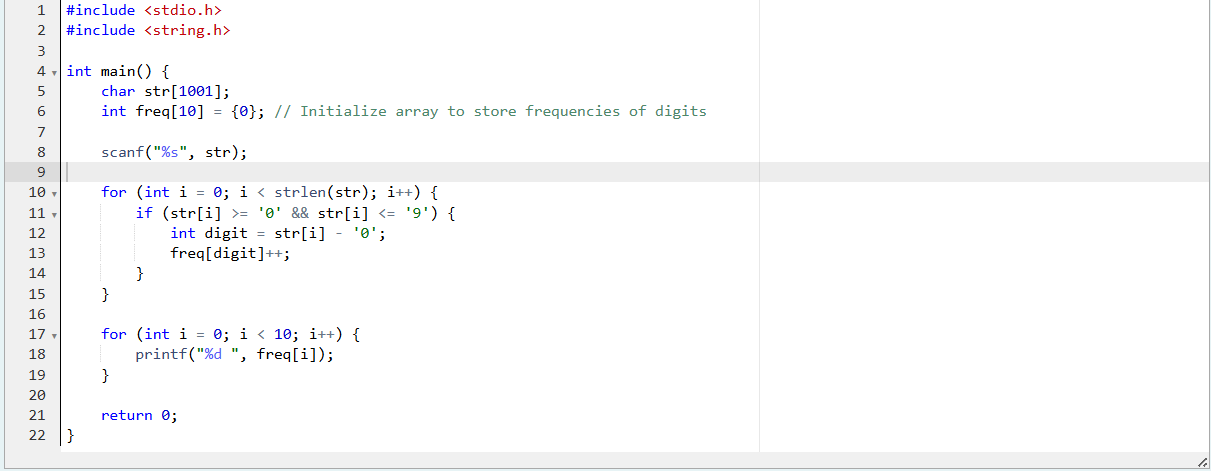 1 #include <stdio.h>
2 #include <string.h>
3
4 int main() {
5     char str[1001];
6     int freq[10] = {0}; // Initialize array to store frequencies of digits
7
8     scanf("%s", str);
9
10     for (int i = 0; i < strlen(str); i++) {
11         if (str[i] >= '0' && str[i] <= '9') {
12             int digit = str[i] - '0';
13             freq[digit]++;
14         }
15     }
16
17     for (int i = 0; i < 10; i++) {
18         printf("%d ", freq[i]);
19     }
20
21     return 0;
22 }